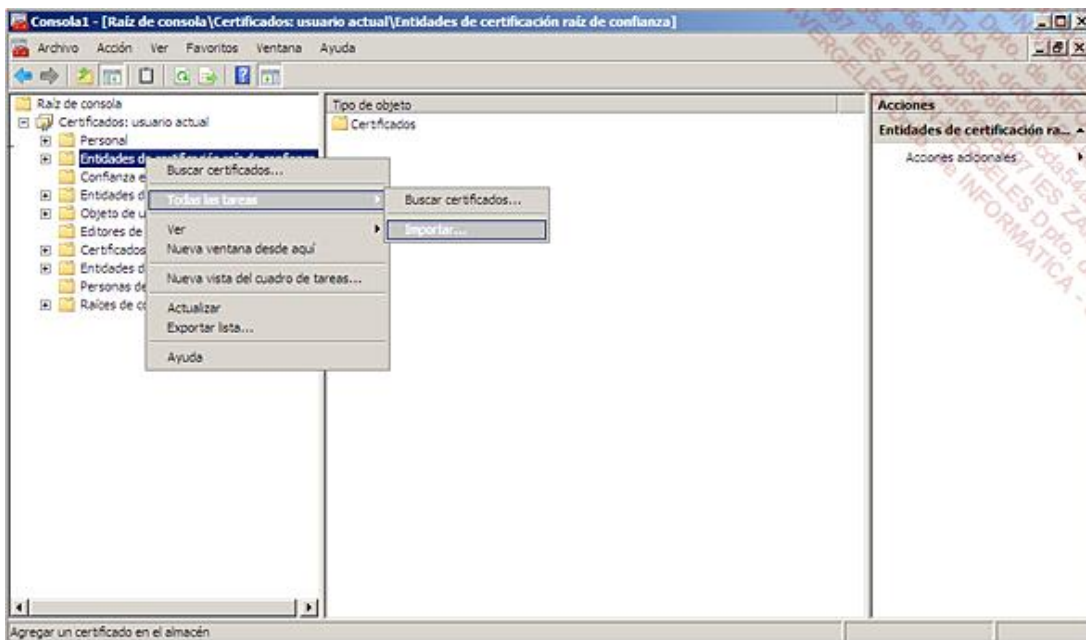 Consola1 - [Raíz de consola\Certificados: usuario actual\Entidades de certificación raíz de confianza]
Archivo Acción Ver Favoritos Ventana Ayuda
Raíz de consola
Certificados: usuario actual
Personal
Entidades de certificación raíz de confianz
Confianza e
Entidades d
Objeto de u
Editores de
Certificados
Entidades d
Personas de
Raíces de c
Buscar certificados...
Todas las tareas
Ver
Nueva ventana desde aquí
Nueva vista del cuadro de tareas...
Actualizar
Exportar lista...
Ayuda
Buscar certificados...
Importar...
Tipo de objeto
Certificados
Acciones
Entidades de certificación ra...
Acciones adicionales
Agregar un certificado en el almacén